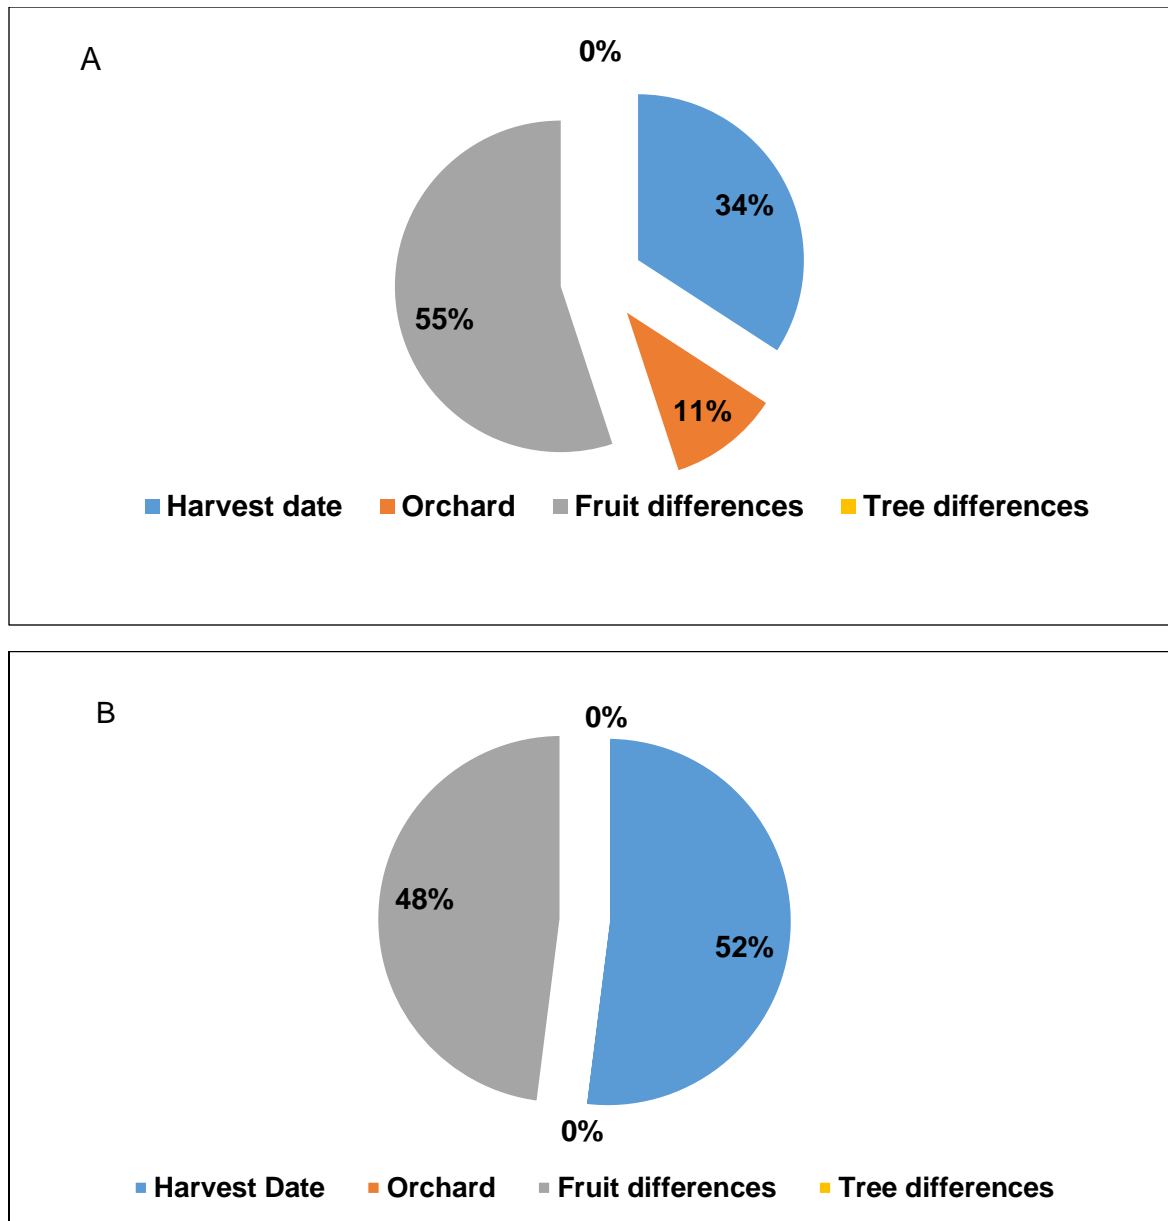 A
0%
34%
55%
11%
Harvest date Orchard Fruit differences Tree differences
B
0%
48%
52%
0%
Harvest Date Orchard Fruit differences Tree differences